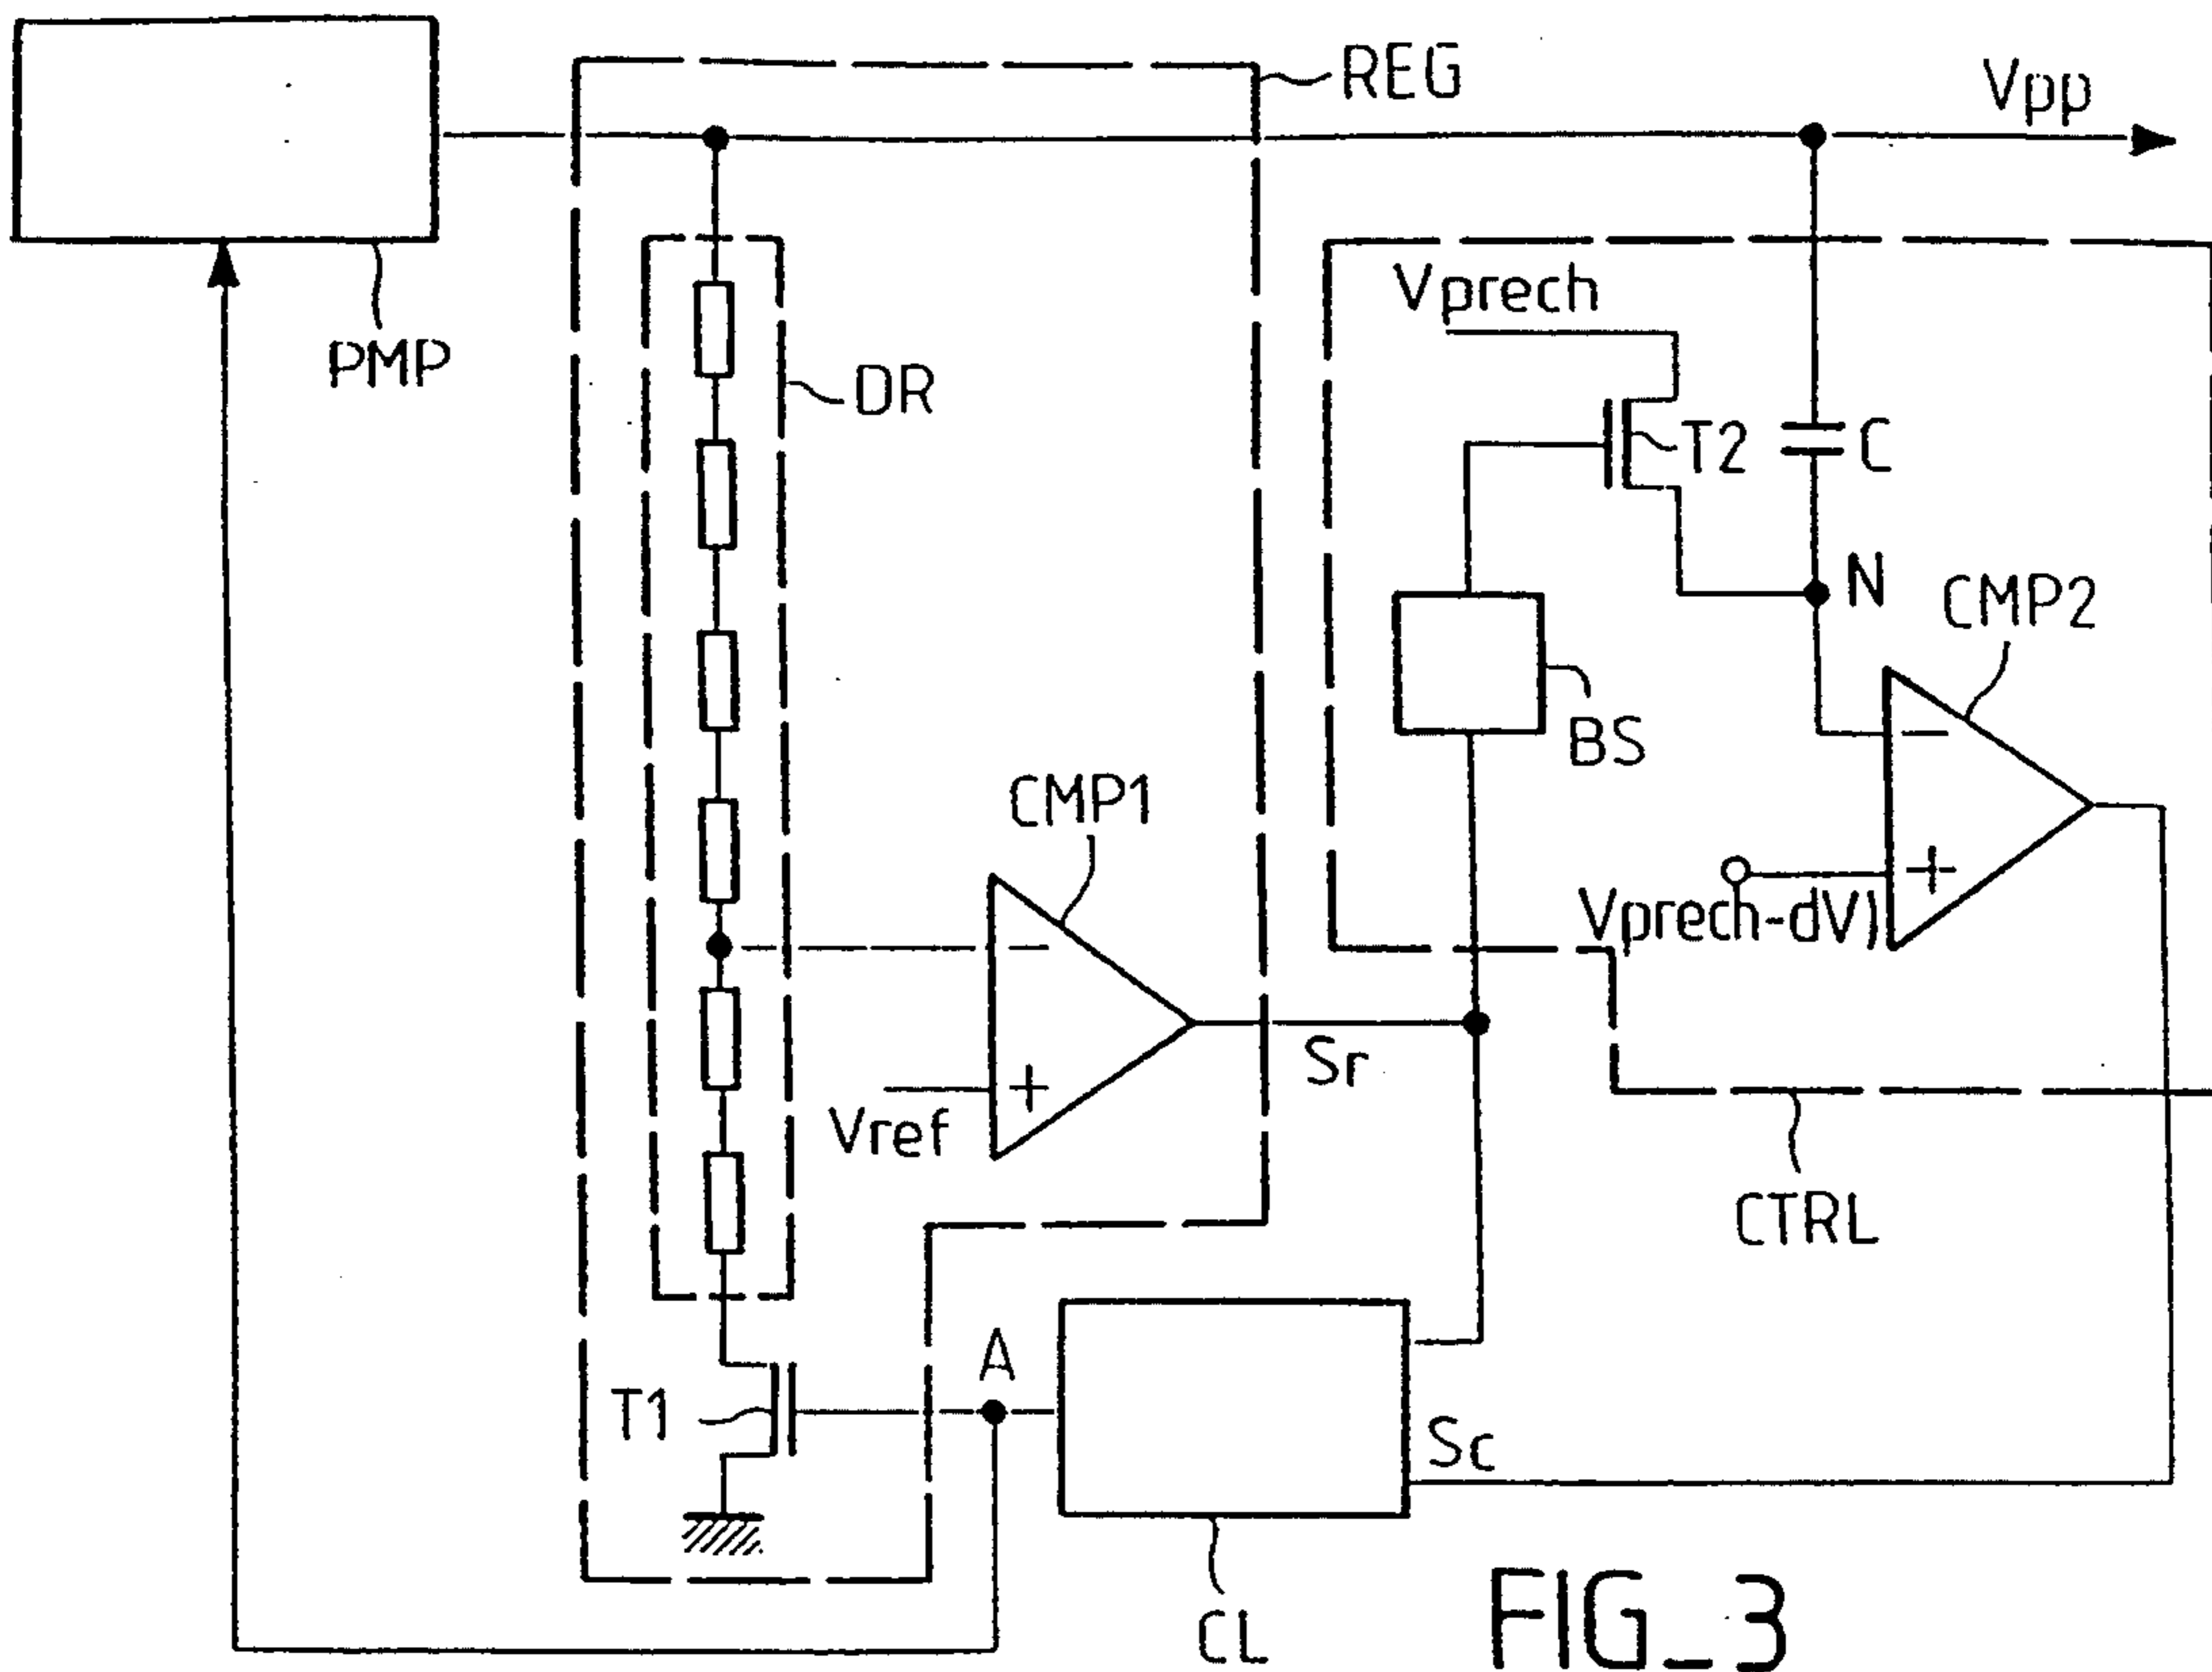 REG
Vpp
Vprech
PMP
DR
T2
C
N
CMP2
BS
CMP1
−
−
+
Vprech-dV)
Sr
+
Vref
CTRL
A
T1
Sc
CL
FIG_3